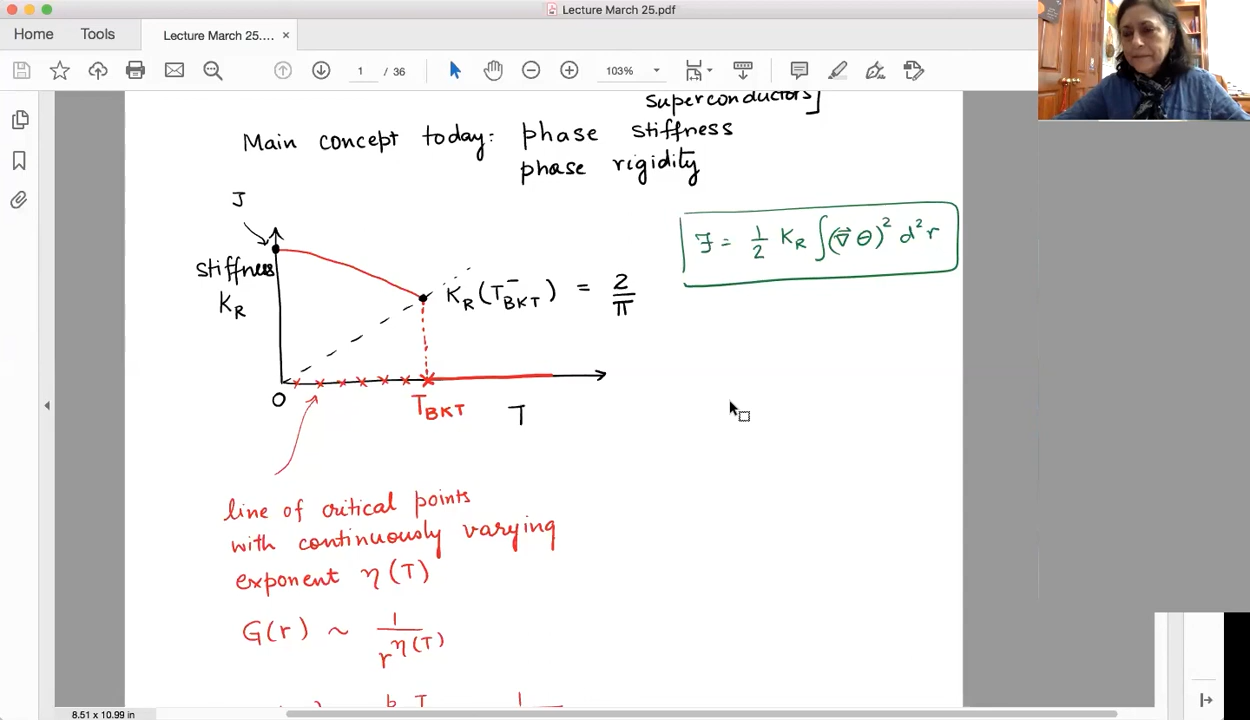 Lecture March 25.pdf
Home Tools Lecture March 25.... ×
1 / 36 103%
superconductors]
Main concept today: phase stiffness
phase rigidity
J
F = 1/2 K_R ∫(∇⃗θ)² d²r
stiffness
K_R
K_R(T⁻_BKT) = 2/π
0
T_BKT T
line of critical points
with continuously varying
exponent η(T)
G(r) ~ 1/r^η(T)
8.51 x 10.99 in